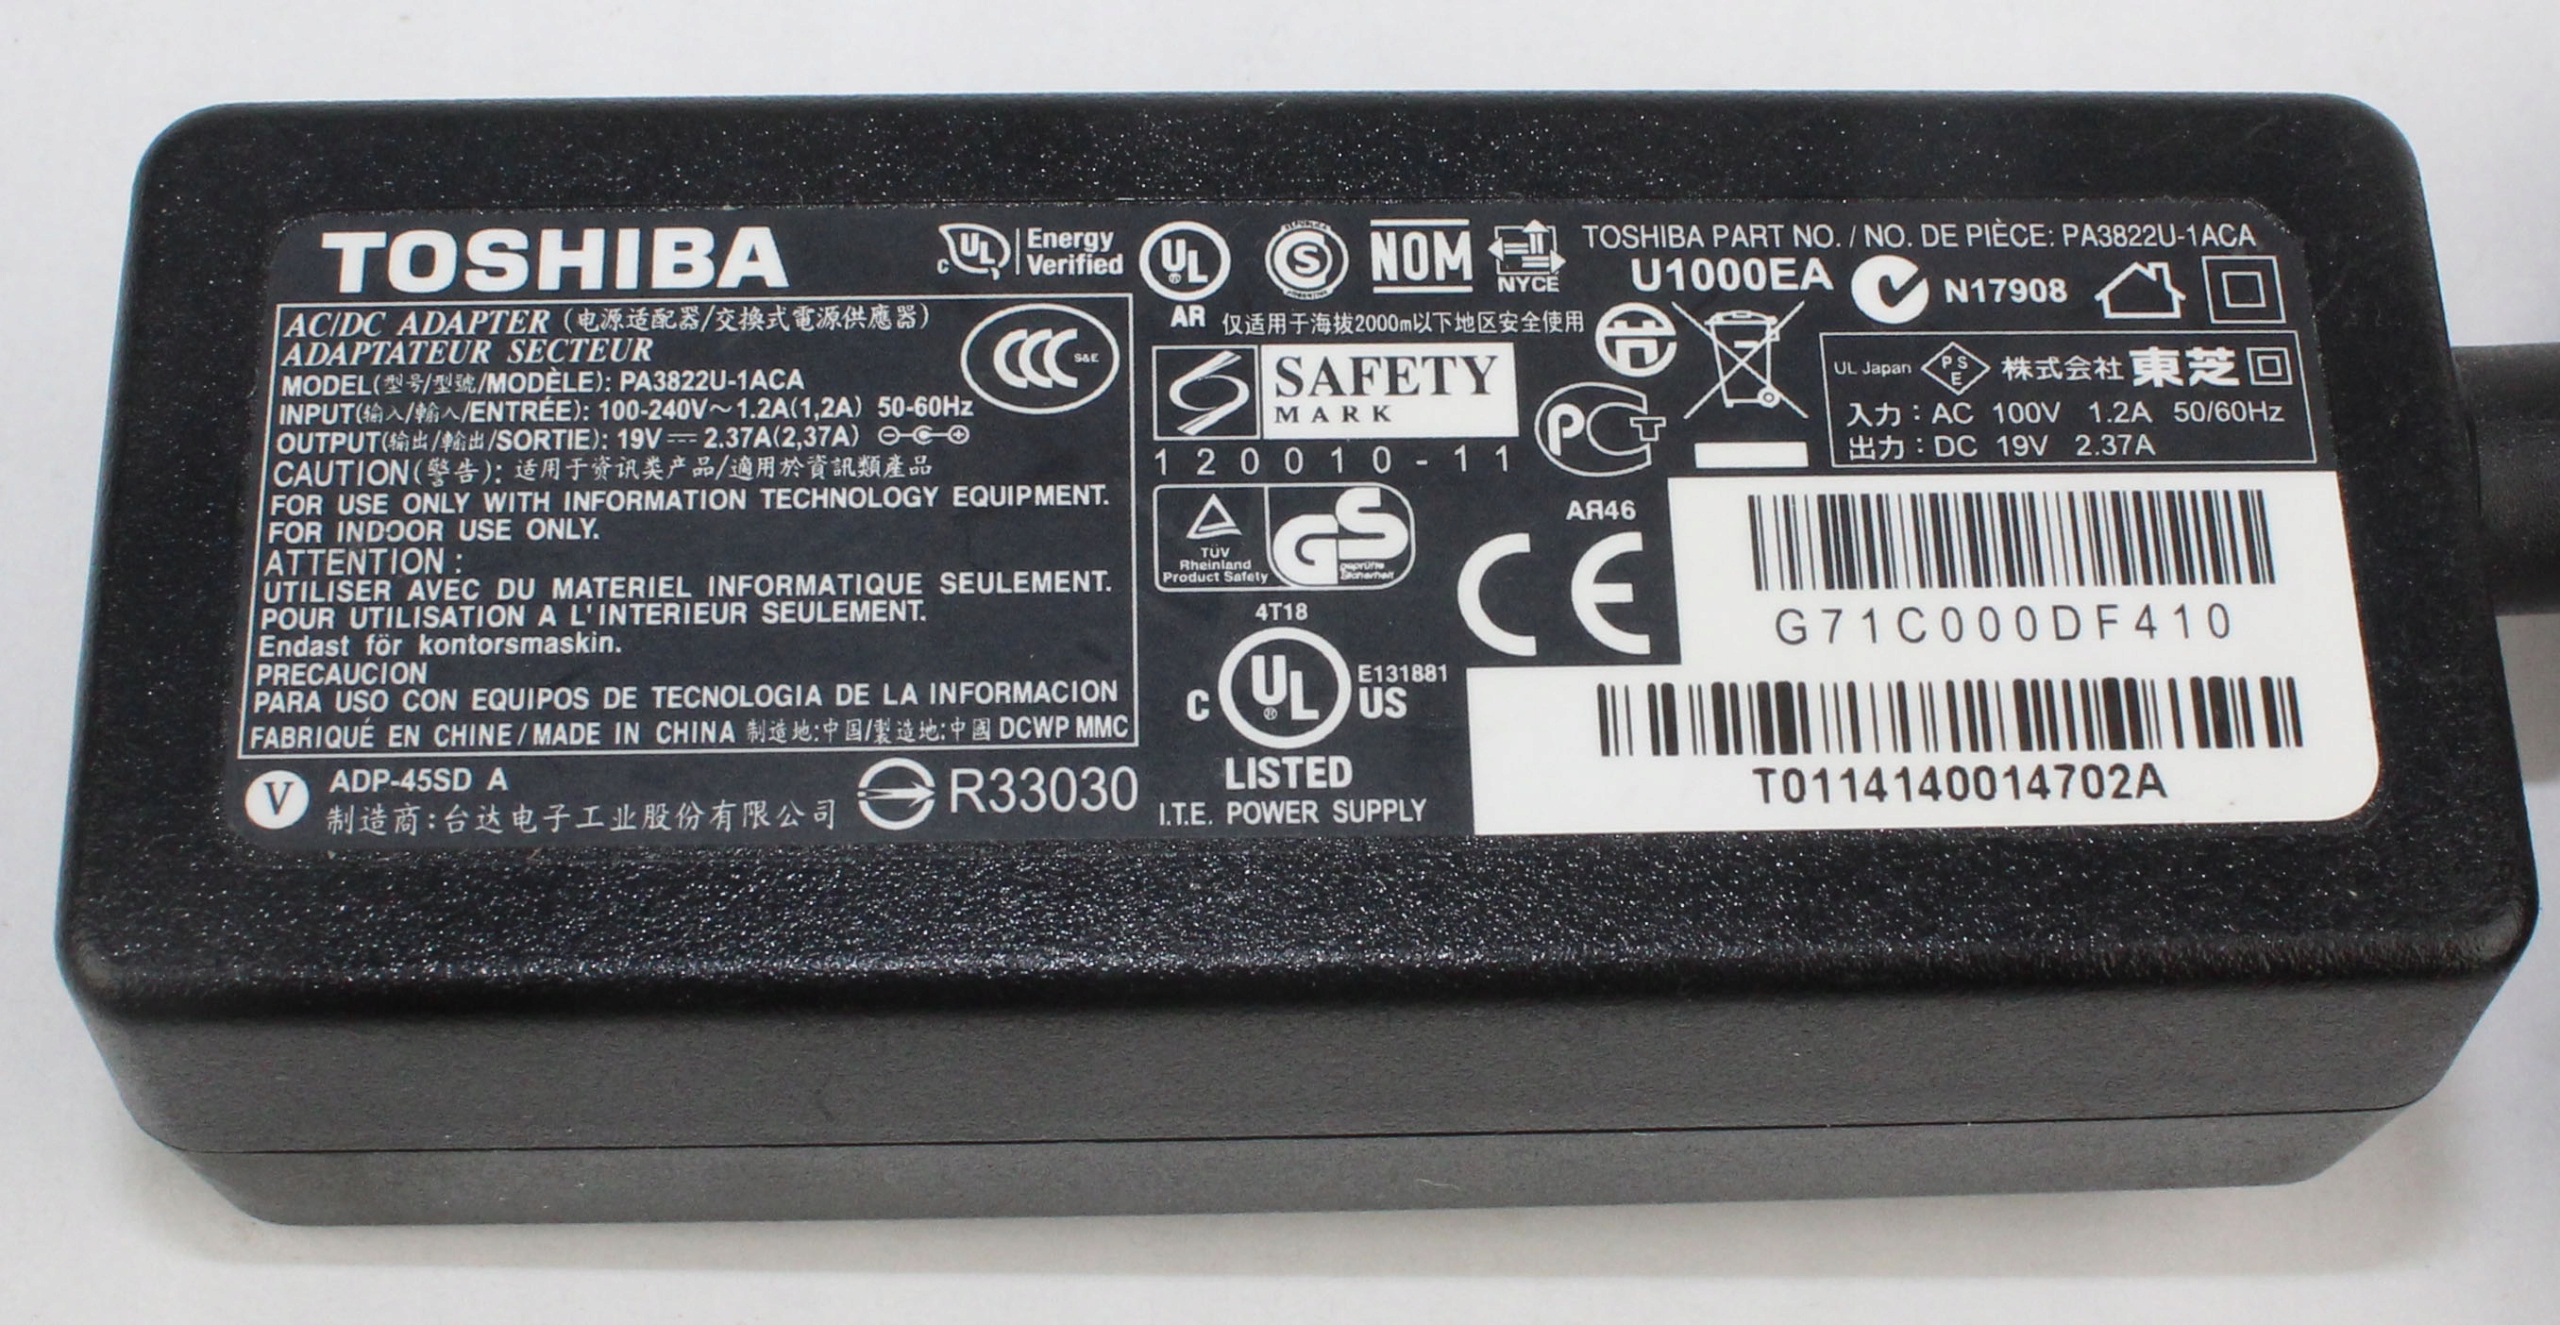 TOSHIBA
AC/DC ADAPTER (电源适配器/交換式電源供應器)
ADAPTATEUR SECTEUR
MODEL(型号/型號/MODÈLE): PA3822U-1ACA
INPUT(输入/輸入/ENTRÉE): 100-240V~1.2A(1,2A) 50-60Hz
OUTPUT(输出/輸出/SORTIE): 19V⎓2.37A(2,37A)
CAUTION(警告): 适用于资讯类产品/適用於資訊類產品
FOR USE ONLY WITH INFORMATION TECHNOLOGY EQUIPMENT.
FOR INDOOR USE ONLY.
ATTENTION :
UTILISER AVEC DU MATERIEL INFORMATIQUE SEULEMENT.
POUR UTILISATION A L'INTERIEUR SEULEMENT.
Endast för kontorsmaskin.
PRECAUCION
PARA USO CON EQUIPOS DE TECNOLOGIA DE LA INFORMACION
FABRIQUÉ EN CHINE/MADE IN CHINA 制造地:中国/製造地:中國 DCWP MMC
CCC S&E
V
ADP-45SD A
制造商:台达电子工业股份有限公司
R33030
C UL Energy
Verified
UL
AR
S
NOM
NYCE
仅适用于海拔2000m以下地区安全使用
SAFETY
MARK
120010-11
TÜV
Rheinland
Product Safety
GS
geprüfte
Sicherheit
4T18
C UL US
E131881
LISTED
I.T.E. POWER SUPPLY
TOSHIBA PART NO. / NO. DE PIÈCE: PA3822U-1ACA
U1000EA
N17908
UL Japan PSE 株式会社 東芝
入力:AC 100V 1.2A 50/60Hz
出力:DC 19V 2.37A
PCT
AЯ46
CE
G71C000DF410
T0114140014702A